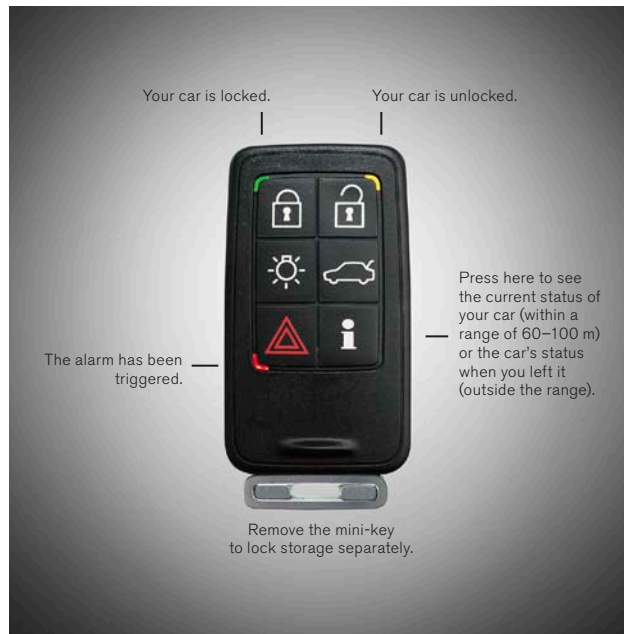 Your car is locked.
Your car is unlocked.
Press here to see
the current status of
your car (within a
range of 60–100 m)
or the car's status
when you left it
(outside the range).
The alarm has been
triggered.
Remove the mini-key
to lock storage separately.